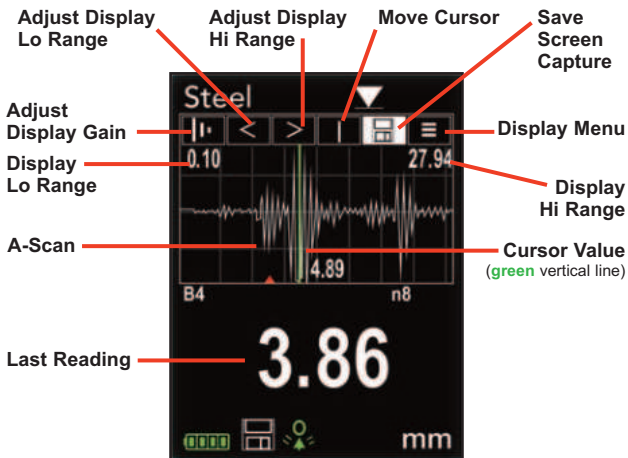 Adjust Display
Lo Range
Adjust Display
Hi Range
Move Cursor
Save
Screen
Capture
Adjust
Display Gain
Display Menu
Display
Lo Range
Display
Hi Range
A-Scan
Cursor Value
(green vertical line)
Last Reading
Steel
< >
0.10
27.94
4.89
B4
n8
3.86
mm